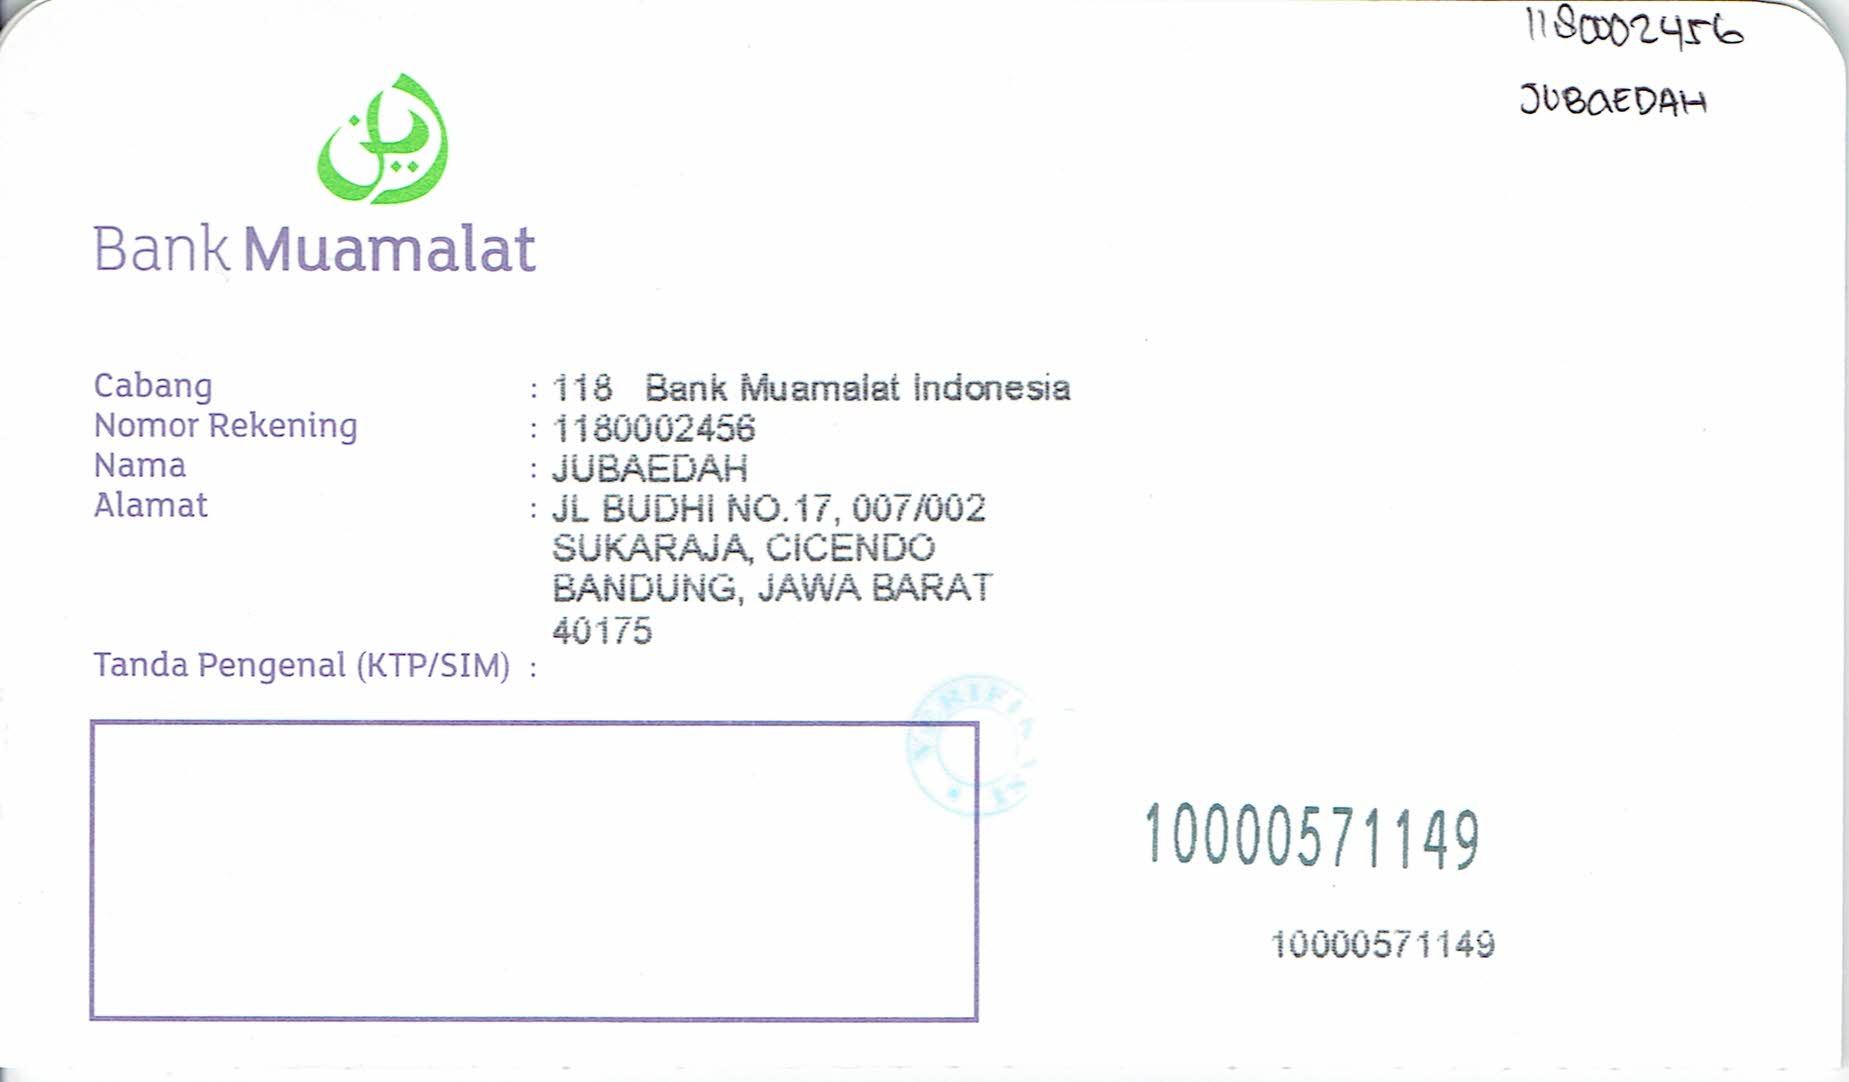 1180002456
JUBAEDAH
Bank Muamalat
Cabang : 118 Bank Muamalat Indonesia
Nomor Rekening : 1180002456
Nama : JUBAEDAH
Alamat : JL BUDHI NO.17, 007/002
SUKARAJA, CICENDO
BANDUNG, JAWA BARAT
40175
Tanda Pengenal (KTP/SIM) :
10000571149
10000571149